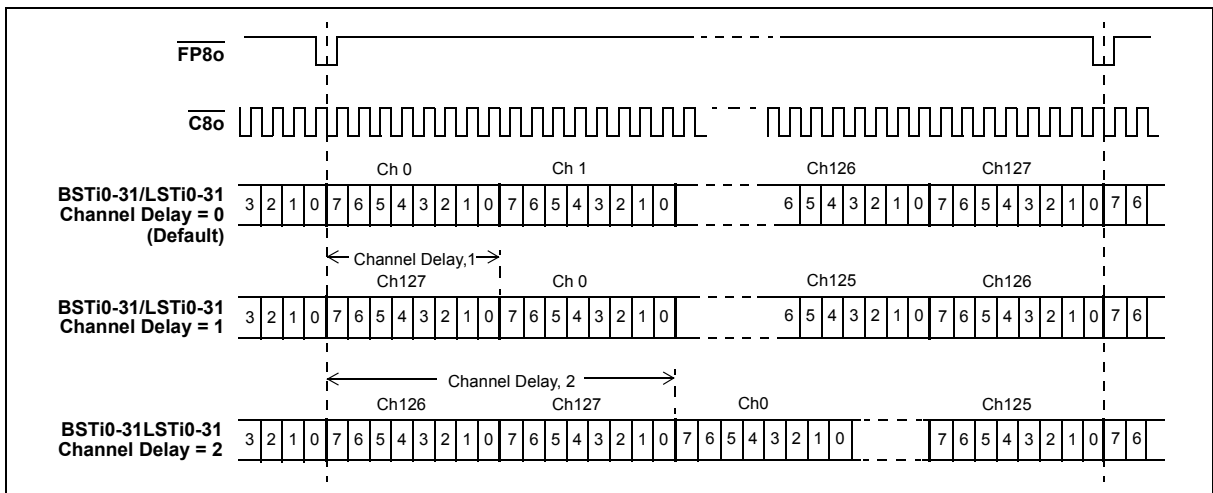 FP8o
C8o
Ch 0 Ch 1 Ch126 Ch127
BSTi0-31/LSTi0-31
Channel Delay = 0
(Default)
3 2 1 0 7 6 5 4 3 2 1 0 7 6 5 4 3 2 1 0 6 5 4 3 2 1 0 7 6 5 4 3 2 1 0 7 6
Channel Delay,1
Ch127 Ch 0 Ch125 Ch126
BSTi0-31/LSTi0-31
Channel Delay = 1
3 2 1 0 7 6 5 4 3 2 1 0 7 6 5 4 3 2 1 0 6 5 4 3 2 1 0 7 6 5 4 3 2 1 0 7 6
Channel Delay, 2
Ch126 Ch127 Ch0 Ch125
BSTi0-31LSTi0-31
Channel Delay = 2
3 2 1 0 7 6 5 4 3 2 1 0 7 6 5 4 3 2 1 0 7 6 5 4 3 2 1 0 7 6 5 4 3 2 1 0 7 6